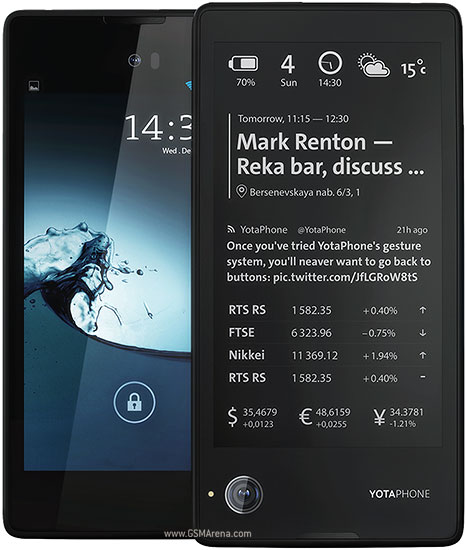 14:3
Wed . De
70%
4
Sun
14:30
15°c
Tomorrow, 11:15 — 12:30
Mark Renton —
Reka bar, discuss ...
Bersenevskaya nab. 6/3, 1
YotaPhone @YotaPhone 21h ago
Once you've tried YotaPhone's gesture
system, you'll neaver want to go back to
buttons: pic.twitter.com/JfLGRoW8tS
RTS RS 1 582.35 +0.40% ↑
FTSE 6 323.96 –0.75% ↓
Nikkei 11 369.12 +1.94% ↑
RTS RS 1 582.35 +0.40% –
$ 35,4679 € 48,6159 ¥ 34.3781
+0,0123 +0,0255 -1.21%
YOTAPHONE
www.GSMArena.com